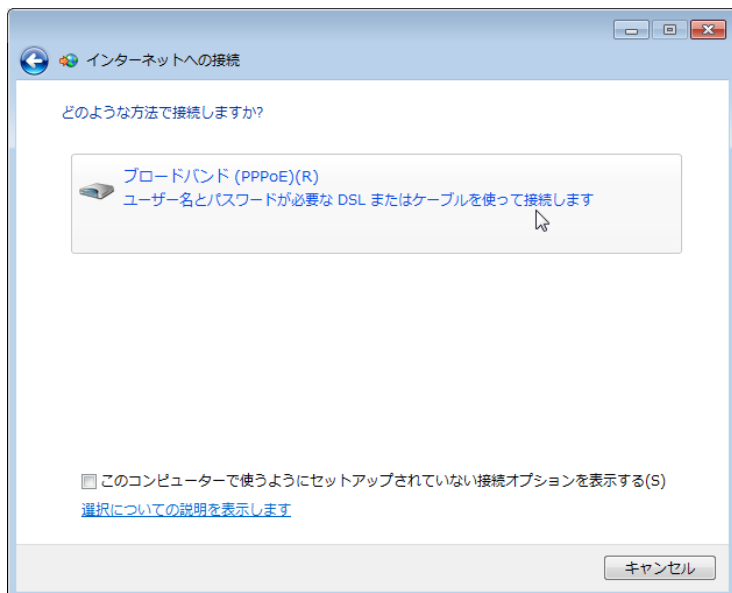 インターネットへの接続
どのような方法で接続しますか?
ブロードバンド (PPPoE)(R)
ユーザー名とパスワードが必要な DSL またはケーブルを使って接続します
このコンピューターで使うようにセットアップされていない接続オプションを表示する(S)
選択についての説明を表示します
キャンセル